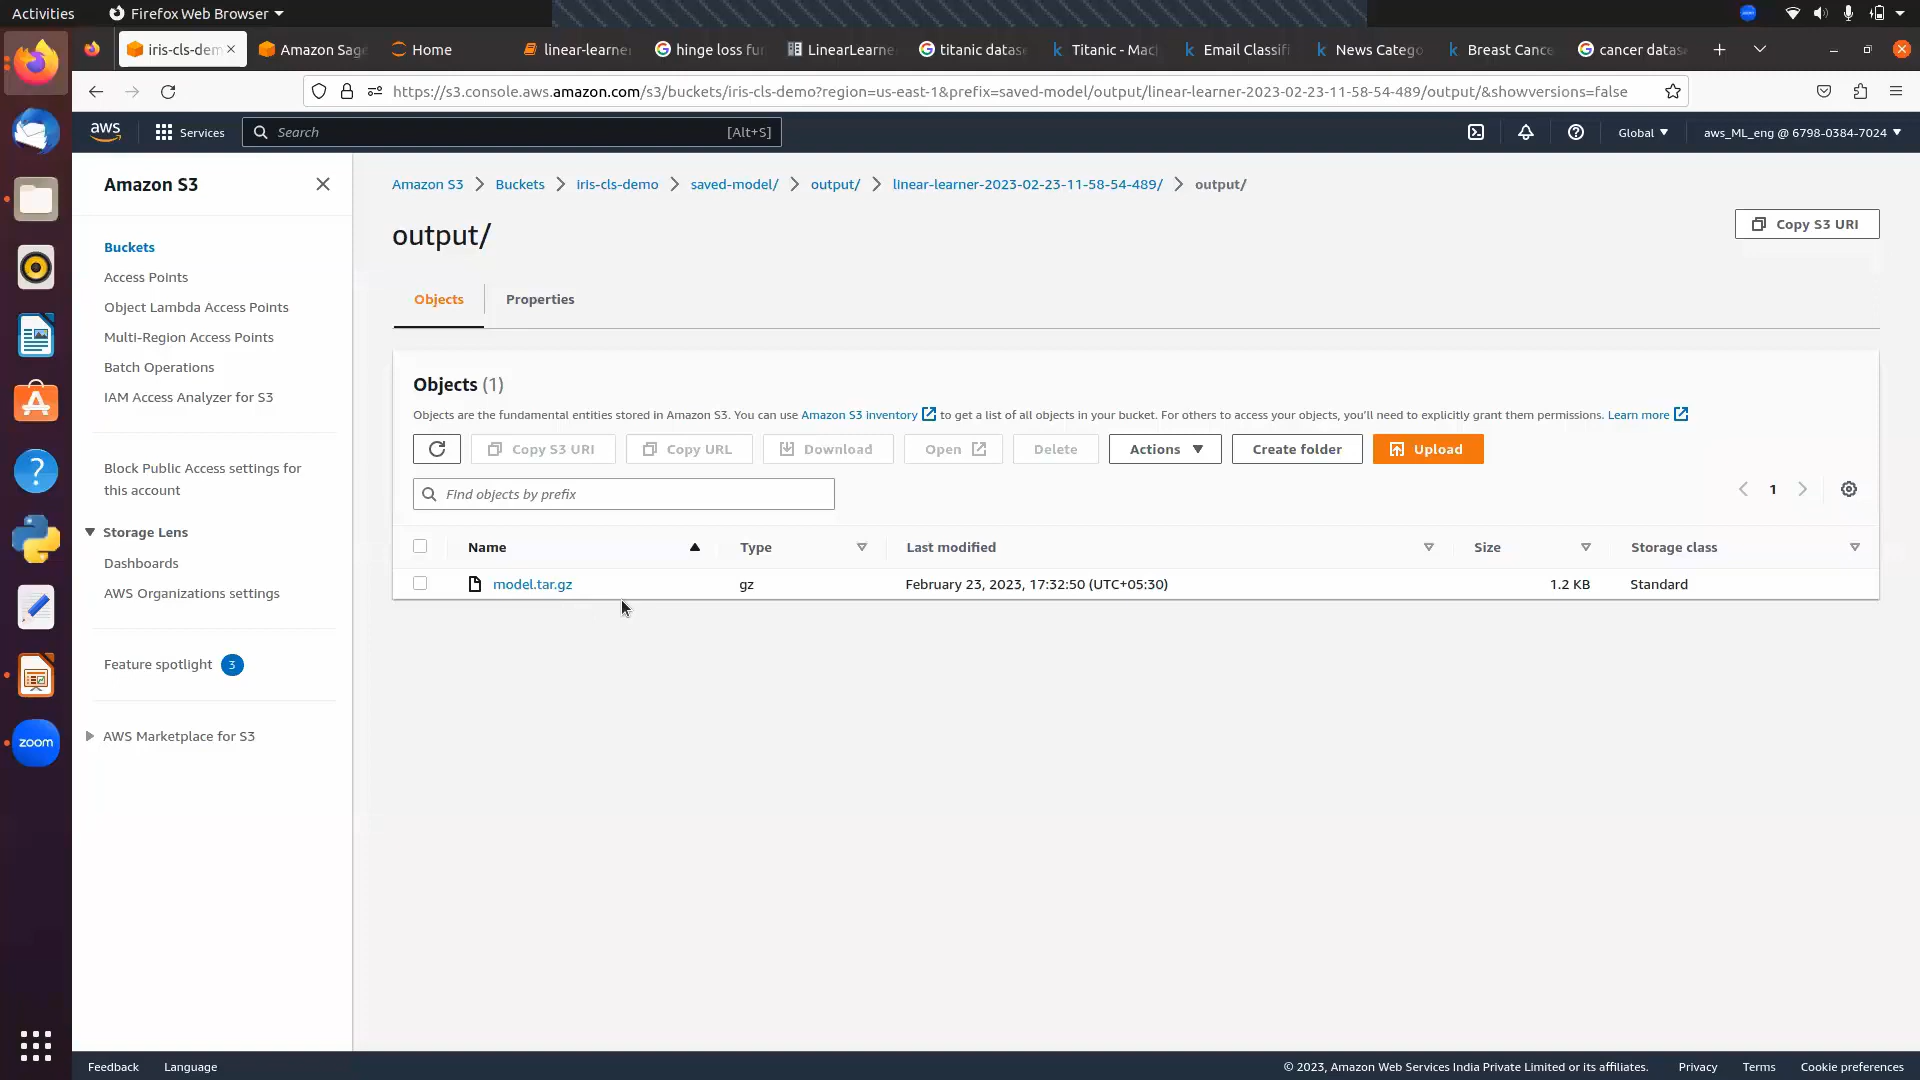 Activities
Firefox Web Browser
iris-cls-dem
Amazon Sag
Home
linear-learne
hinge loss fu
LinearLearne
titanic datas
Titanic - Mac
Email Classifi
News Catego
Breast Cance
cancer datas
https://s3.console.aws.amazon.com/s3/buckets/iris-cls-demo?region=us-east-1&prefix=saved-model/output/linear-learner-2023-02-23-11-58-54-489/output/&showversions=false
aws
Services
Search
[Alt+S]
Global
aws_ML_eng @ 6798-0384-7024
Amazon S3
Buckets
Access Points
Object Lambda Access Points
Multi-Region Access Points
Batch Operations
IAM Access Analyzer for S3
Block Public Access settings for
this account
Storage Lens
Dashboards
AWS Organizations settings
Feature spotlight 3
AWS Marketplace for S3
Amazon S3 > Buckets > iris-cls-demo > saved-model/ > output/ > linear-learner-2023-02-23-11-58-54-489/ > output/
output/
Copy S3 URI
Objects
Properties
Objects (1)
Objects are the fundamental entities stored in Amazon S3. You can use Amazon S3 inventory to get a list of all objects in your bucket. For others to access your objects, you'll need to explicitly grant them permissions. Learn more
Copy S3 URI
Copy URL
Download
Open
Delete
Actions
Create folder
Upload
Find objects by prefix
1
Name
Type
Last modified
Size
Storage class
model.tar.gz
gz
February 23, 2023, 17:32:50 (UTC+05:30)
1.2 KB
Standard
zoom
Feedback
Language
© 2023, Amazon Web Services India Private Limited or its affiliates.
Privacy
Terms
Cookie preferences